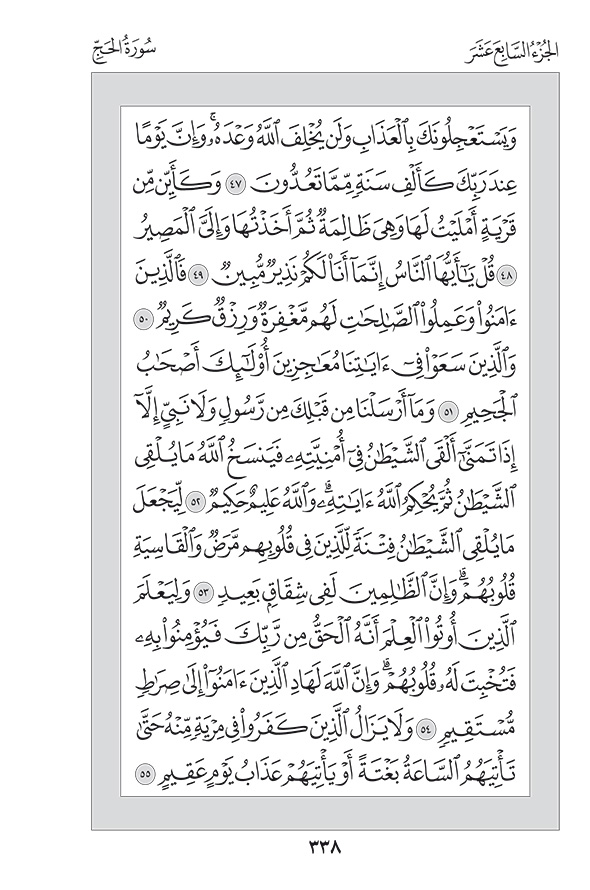 الجُزْءُ السَّابِعَ عَشَرَ
سُورَةُ الحَجِّ
وَيَسْتَعْجِلُونَكَ بِٱلْعَذَابِ وَلَن يُخْلِفَ ٱللَّهُ وَعْدَهُۥۚ وَإِنَّ يَوْمًا
عِندَ رَبِّكَ كَأَلْفِ سَنَةٖ مِّمَّا تَعُدُّونَ ٤٧ وَكَأَيِّن مِّن
قَرْيَةٍ أَمْلَيْتُ لَهَا وَهِيَ ظَالِمَةٞ ثُمَّ أَخَذْتُهَا وَإِلَيَّ ٱلْمَصِيرُ
٤٨ قُلْ يَٰٓأَيُّهَا ٱلنَّاسُ إِنَّمَآ أَنَا۠ لَكُمْ نَذِيرٞ مُّبِينٞ ٤٩ فَٱلَّذِينَ
ءَامَنُوا۟ وَعَمِلُوا۟ ٱلصَّٰلِحَٰتِ لَهُم مَّغْفِرَةٞ وَرِزْقٞ كَرِيمٞ ٥٠
وَٱلَّذِينَ سَعَوْا۟ فِيٓ ءَايَٰتِنَا مُعَٰجِزِينَ أُو۟لَٰٓئِكَ أَصْحَٰبُ
ٱلْجَحِيمِ ٥١ وَمَآ أَرْسَلْنَا مِن قَبْلِكَ مِن رَّسُولٖ وَلَا نَبِيٍّ إِلَّآ
إِذَا تَمَنَّىٰٓ أَلْقَى ٱلشَّيْطَٰنُ فِيٓ أُمْنِيَّتِهِۦ فَيَنسَخُ ٱللَّهُ مَا يُلْقِي
ٱلشَّيْطَٰنُ ثُمَّ يُحْكِمُ ٱللَّهُ ءَايَٰتِهِۦۗ وَٱللَّهُ عَلِيمٌ حَكِيمٞ ٥٢ لِّيَجْعَلَ
مَا يُلْقِي ٱلشَّيْطَٰنُ فِتْنَةٗ لِّلَّذِينَ فِي قُلُوبِهِم مَّرَضٞ وَٱلْقَاسِيَةِ
قُلُوبُهُمْۗ وَإِنَّ ٱلظَّٰلِمِينَ لَفِي شِقَاقِۭ بَعِيدٖ ٥٣ وَلِيَعْلَمَ
ٱلَّذِينَ أُوتُوا۟ ٱلْعِلْمَ أَنَّهُ ٱلْحَقُّ مِن رَّبِّكَ فَيُؤْمِنُوا۟ بِهِۦ
فَتُخْبِتَ لَهُۥ قُلُوبُهُمْۗ وَإِنَّ ٱللَّهَ لَهَادِ ٱلَّذِينَ ءَامَنُوٓا۟ إِلَىٰ صِرَٰطٖ
مُّسْتَقِيمٖ ٥٤ وَلَا يَزَالُ ٱلَّذِينَ كَفَرُوا۟ فِي مِرْيَةٖ مِّنْهُ حَتَّىٰ
تَأْتِيَهُمُ ٱلسَّاعَةُ بَغْتَةً أَوْ يَأْتِيَهُمْ عَذَابُ يَوْمٍ عَقِيمٍ ٥٥
٣٣٨